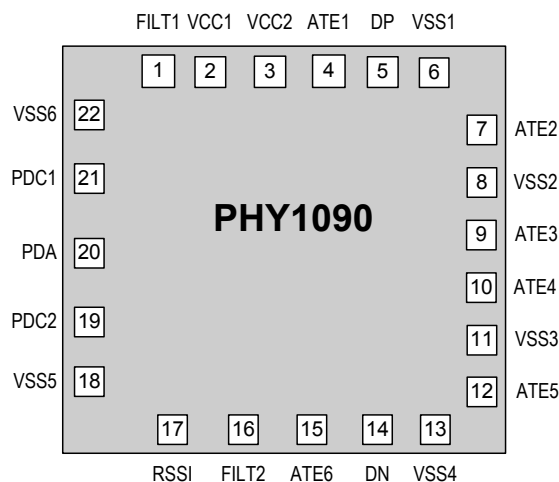 FILT1 VCC1 VCC2 ATE1 DP VSS1
1 2 3 4 5 6
VSS6 22
7 ATE2
PDC1 21
8 VSS2
PHY1090
9 ATE3
PDA 20
10 ATE4
PDC2 19
11 VSS3
VSS5 18
12 ATE5
17 16 15 14 13
RSSI FILT2 ATE6 DN VSS4